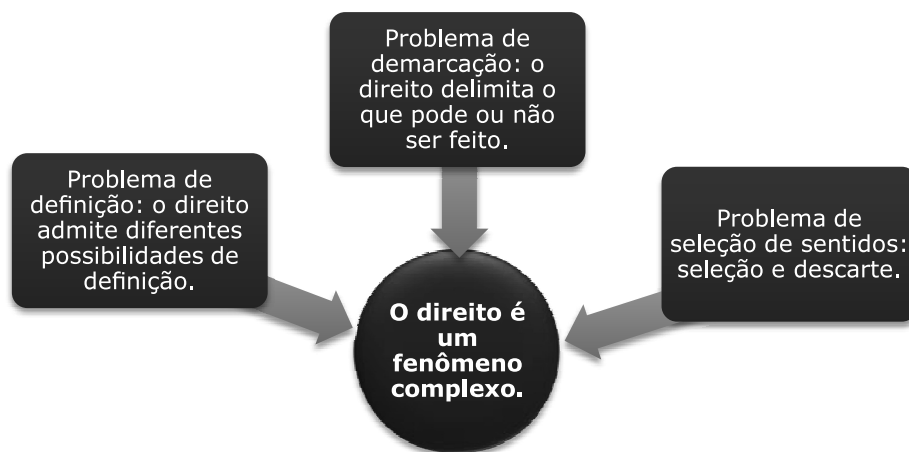 Problema de
demarcação: o
direito delimita o
que pode ou não
ser feito.
Problema de
definição: o direito
admite diferentes
possibilidades de
definição.
Problema de
seleção de sentidos:
seleção e descarte.
O direito é
um
fenômeno
complexo.